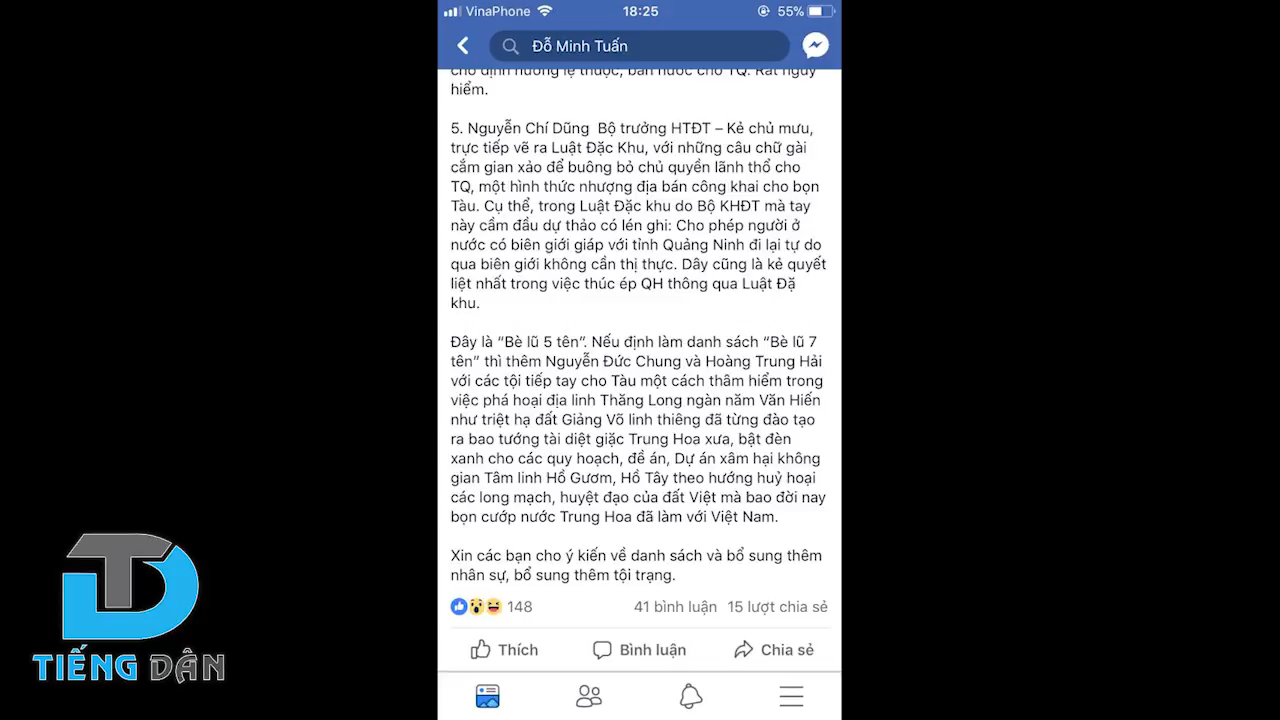 VinaPhone
18:25
55%
Đỗ Minh Tuấn
cho định hướng lệ thuộc, bán nước cho TQ. Rất nguy
hiểm.
5. Nguyễn Chí Dũng Bộ trưởng HTĐT – Kẻ chủ mưu,
trực tiếp vẽ ra Luật Đặc Khu, với những câu chữ gài
cắm gian xảo để buông bỏ chủ quyền lãnh thổ cho
TQ, một hình thức nhượng địa bán công khai cho bọn
Tàu. Cụ thể, trong Luật Đặc khu do Bộ KHĐT mà tay
này cầm đầu dự thảo có lén ghi: Cho phép người ở
nước có biên giới giáp với tỉnh Quảng Ninh đi lại tự do
qua biên giới không cần thị thực. Dây cũng là kẻ quyết
liệt nhất trong việc thúc ép QH thông qua Luật Đặ
khu.
Đây là “Bè lũ 5 tên”. Nếu định làm danh sách “Bè lũ 7
tên” thì thêm Nguyễn Đức Chung và Hoàng Trung Hải
với các tội tiếp tay cho Tàu một cách thâm hiểm trong
việc phá hoại địa linh Thăng Long ngàn năm Văn Hiến
như triệt hạ đất Giảng Võ linh thiêng đã từng đào tạo
ra bao tướng tài diệt giặc Trung Hoa xưa, bật đèn
xanh cho các quy hoạch, đề án, Dự án xâm hại không
gian Tâm linh Hồ Gươm, Hồ Tây theo hướng huỷ hoại
các long mạch, huyệt đạo của đất Việt mà bao đời nay
bọn cướp nước Trung Hoa đã làm với Việt Nam.
Xin các bạn cho ý kiến về danh sách và bổ sung thêm
nhân sự, bổ sung thêm tội trạng.
148
41 bình luận 15 lượt chia sẻ
Thích
Bình luận
Chia sẻ
TD
TIẾNG DÂN